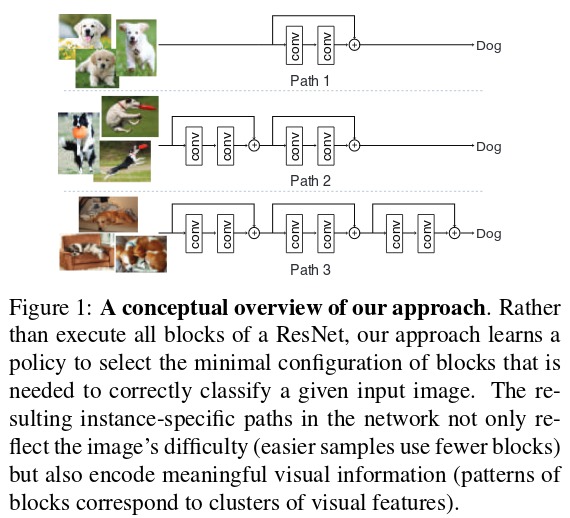 conv conv + Dog
Path 1
conv conv + conv conv + Dog
Path 2
conv conv + conv conv + conv conv + Dog
Path 3
Figure 1: A conceptual overview of our approach. Rather
than execute all blocks of a ResNet, our approach learns a
policy to select the minimal configuration of blocks that is
needed to correctly classify a given input image. The re-
sulting instance-specific paths in the network not only re-
flect the image's difficulty (easier samples use fewer blocks)
but also encode meaningful visual information (patterns of
blocks correspond to clusters of visual features).